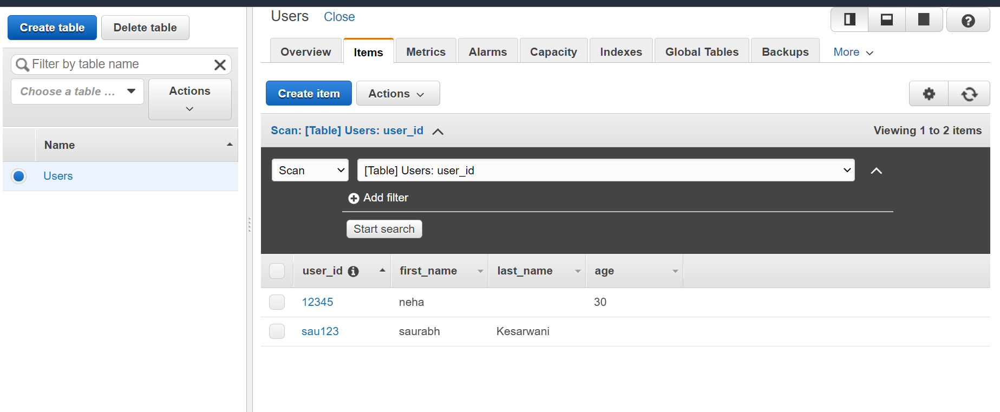 Create table Delete table
Filter by table name
Choose a table ... Actions
Name
Users
Users Close
Overview Items Metrics Alarms Capacity Indexes Global Tables Backups More
Create item Actions
Scan: [Table] Users: user_id Viewing 1 to 2 items
Scan [Table] Users: user_id
Add filter
Start search
user_id first_name last_name age
12345 neha 30
sau123 saurabh Kesarwani